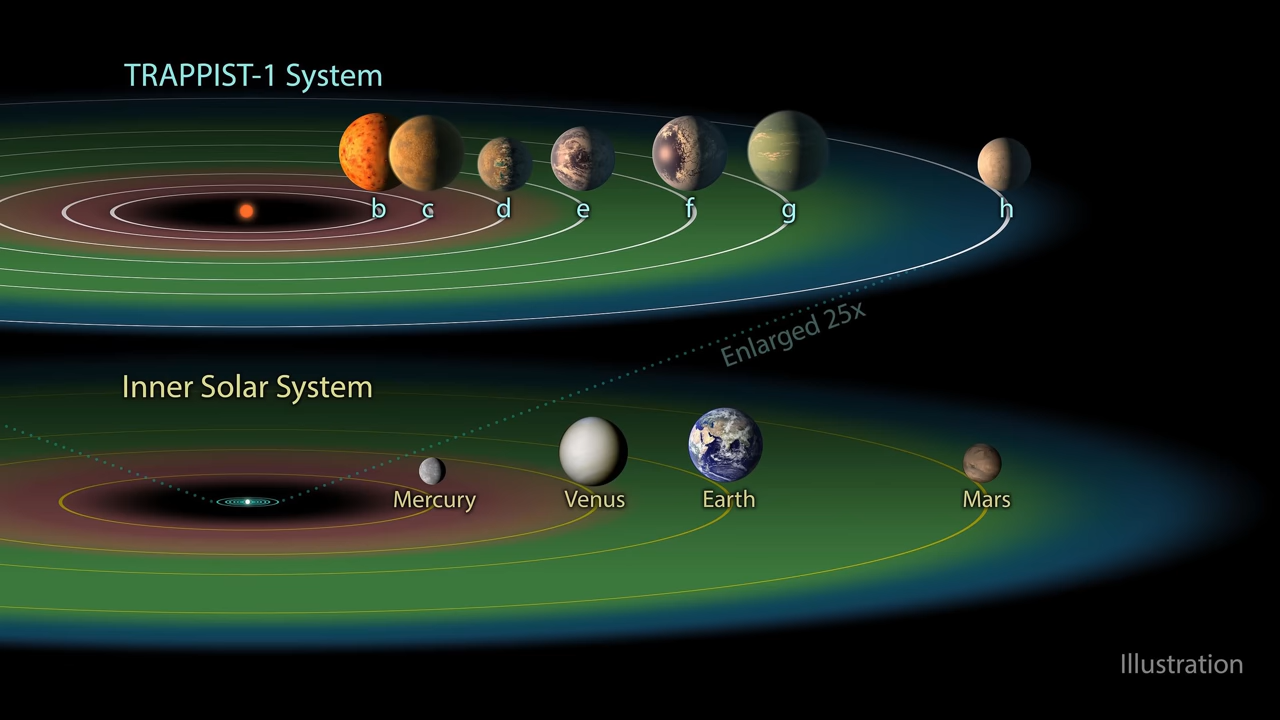 TRAPPIST-1 System
b c d e f g h
Enlarged 25x
Inner Solar System
Mercury Venus Earth Mars
Illustration